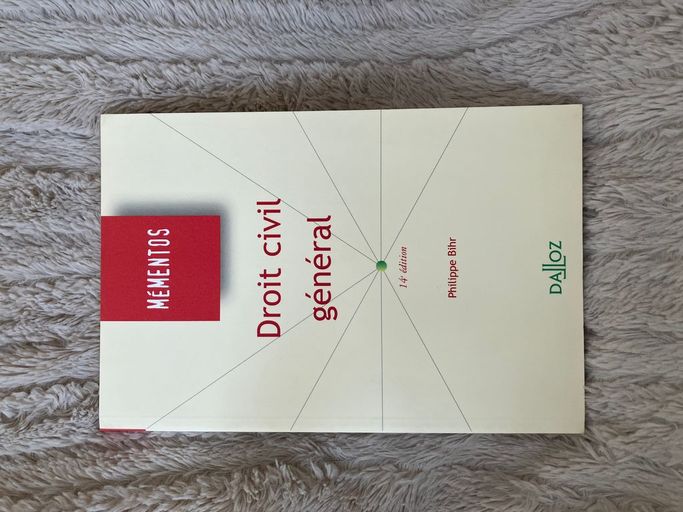 MÉMENTOS
Droit civil
général
14e édition
Philippe Bihr
DALLOZ